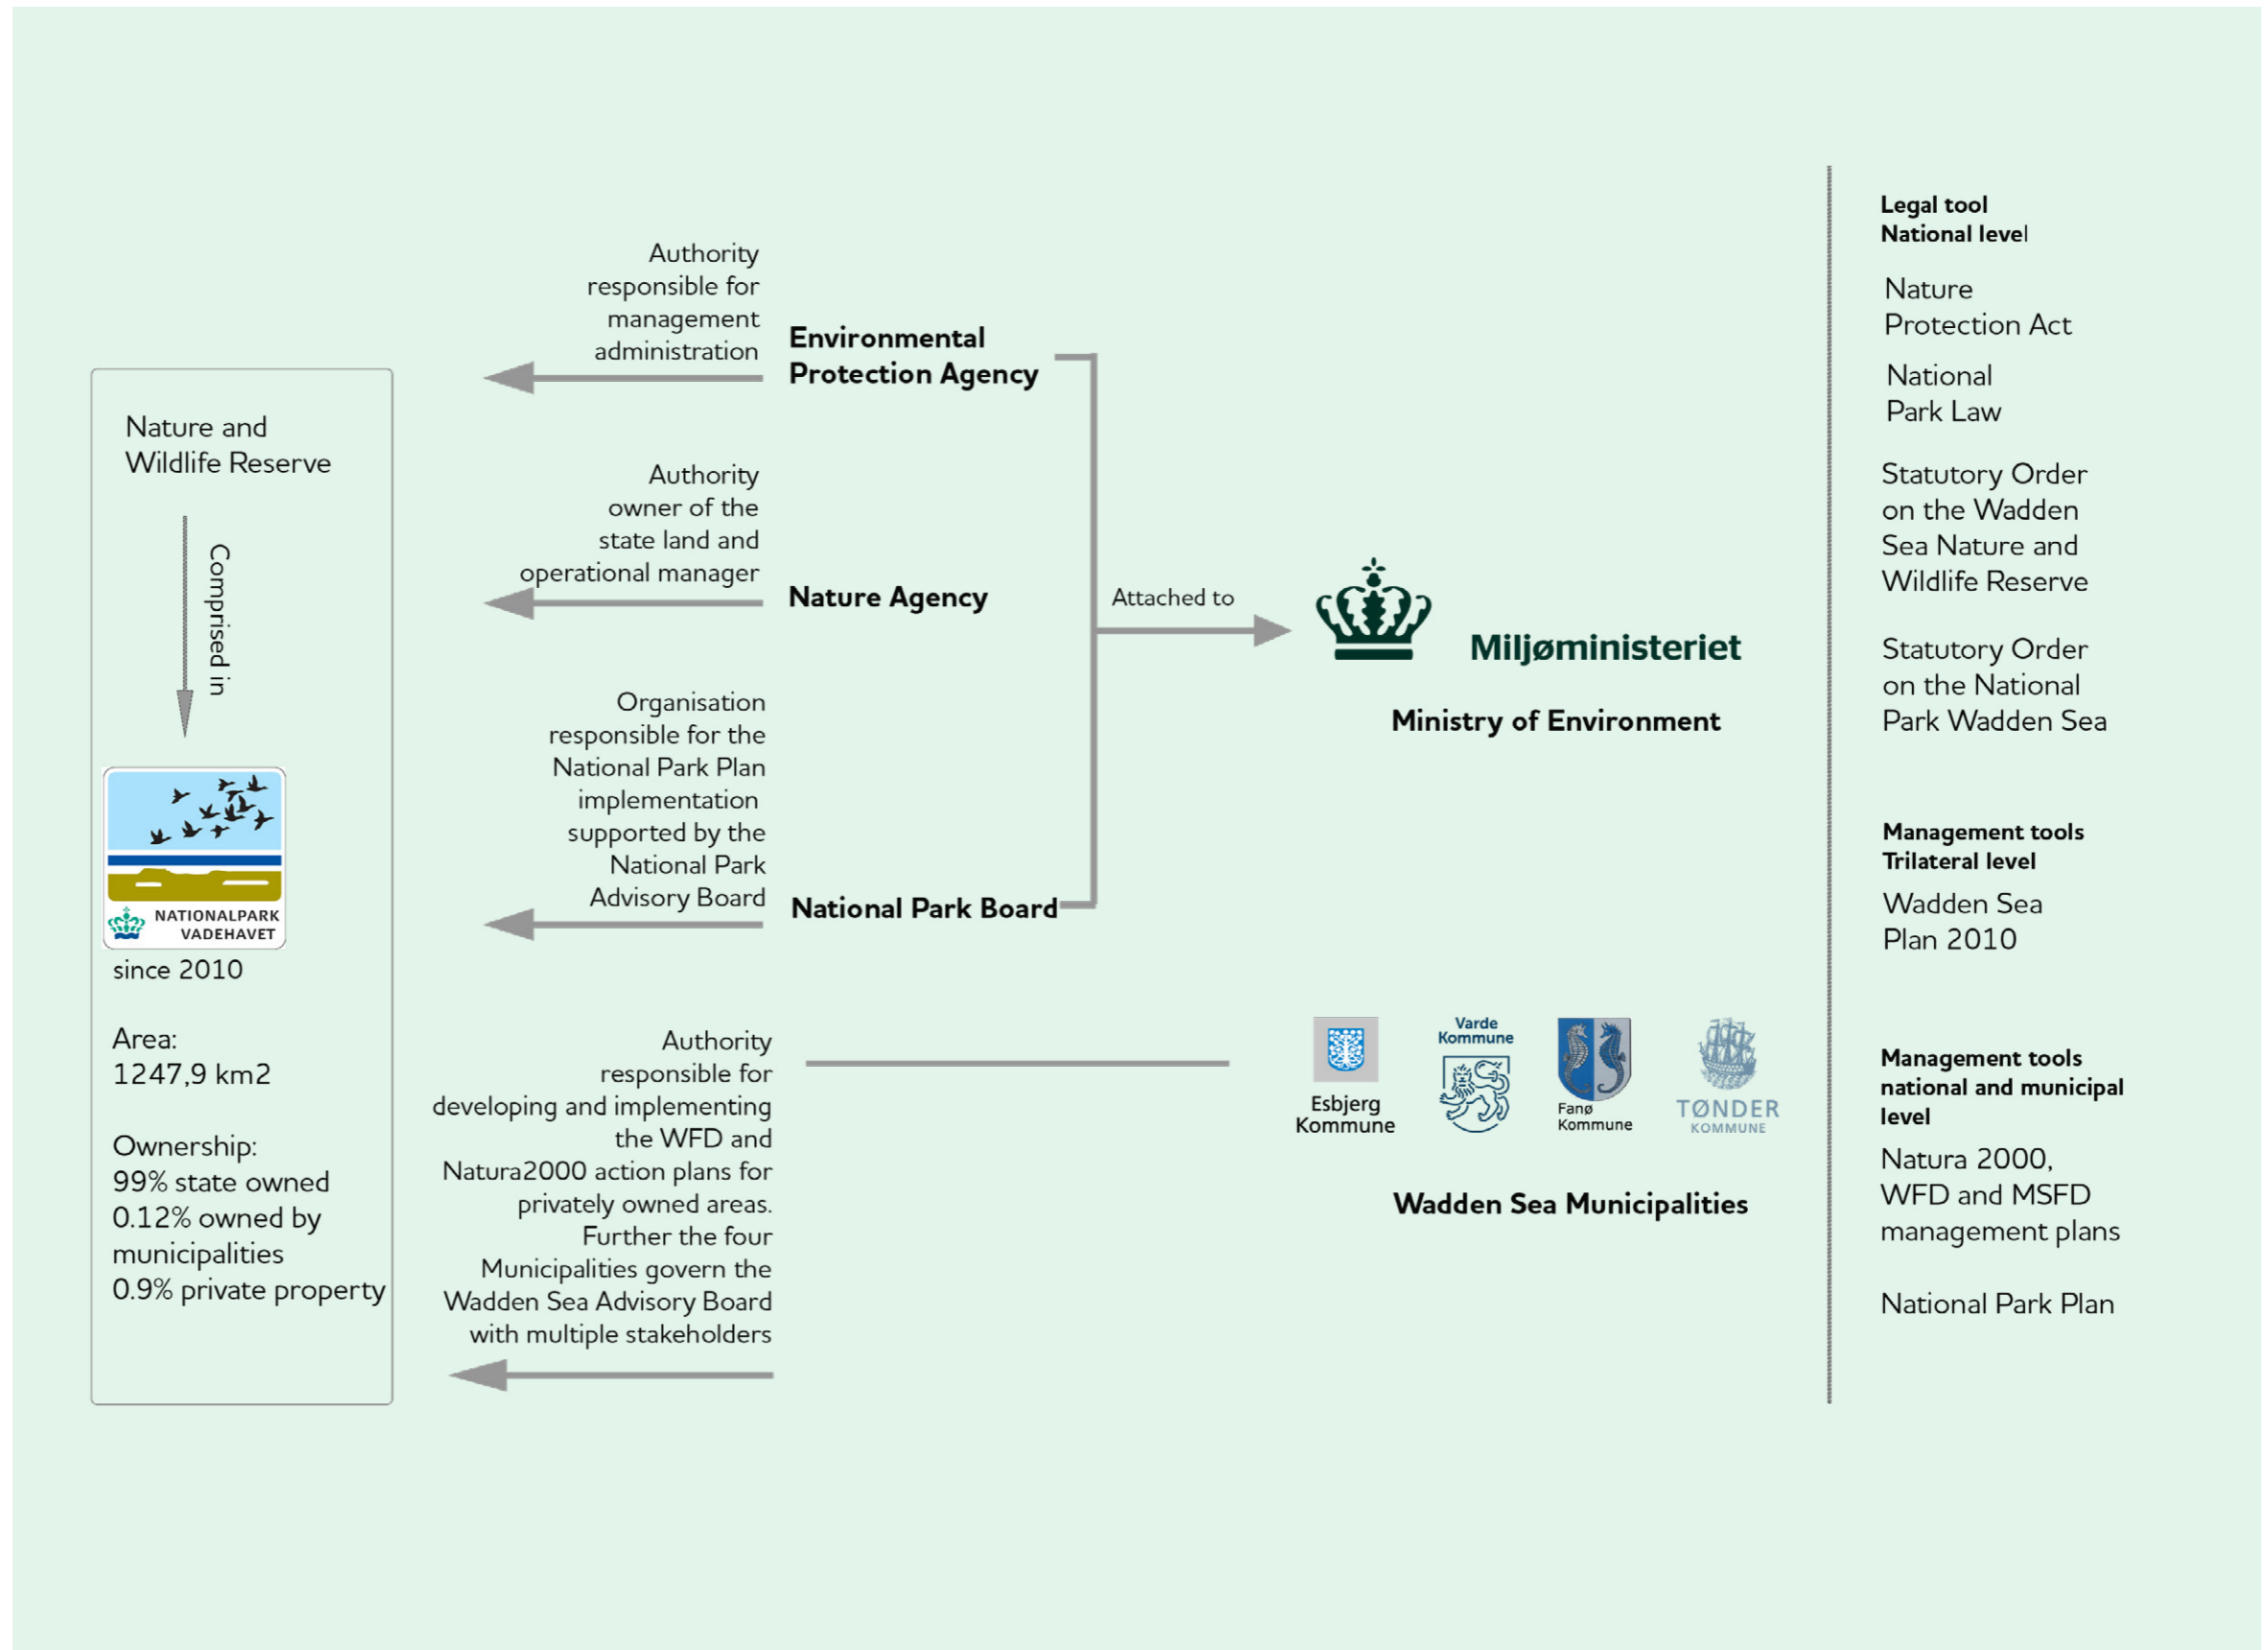 Nature and
Wildlife Reserve
Comprised in
NATIONALPARK
VADEHAVET
since 2010
Area:
1247,9 km2
Ownership:
99% state owned
0.12% owned by
municipalities
0.9% private property
Authority
responsible for
management
administration
Environmental
Protection Agency
Authority
owner of the
state land and
operational manager
Nature Agency
Organisation
responsible for the
National Park Plan
implementation
supported by the
National Park
Advisory Board
National Park Board
Attached to
Miljøministeriet
Ministry of Environment
Authority
responsible for
developing and implementing
the WFD and
Natura2000 action plans for
privately owned areas.
Further the four
Municipalities govern the
Wadden Sea Advisory Board
with multiple stakeholders
Esbjerg
Kommune
Varde
Kommune
Fanø
Kommune
TØNDER
KOMMUNE
Wadden Sea Municipalities
Legal tool
National level
Nature
Protection Act
National
Park Law
Statutory Order
on the Wadden
Sea Nature and
Wildlife Reserve
Statutory Order
on the National
Park Wadden Sea
Management tools
Trilateral level
Wadden Sea
Plan 2010
Management tools
national and municipal
level
Natura 2000,
WFD and MSFD
management plans
National Park Plan